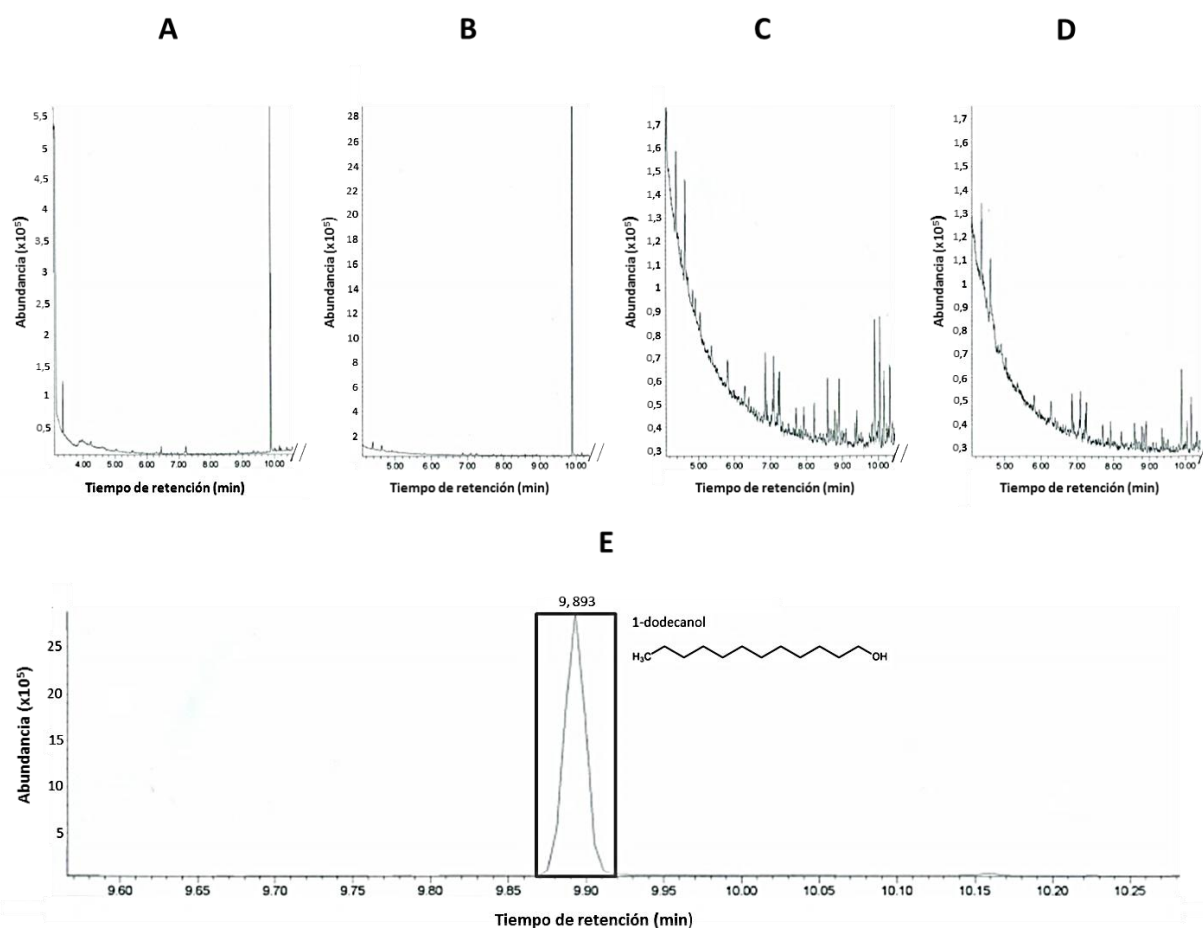 A
B
C
D
5,5
5
4,5
4
3,5
3
2,5
2
1,5
1
0,5
Abundancia (x10⁵)
4.00 5.00 6.00 7.00 8.00 9.00 10.00
Tiempo de retención (min)
28
26
24
22
20
18
16
14
12
10
8
6
4
2
Abundancia (x10⁵)
5.00 6.00 7.00 8.00 9.00 10.00
Tiempo de retención (min)
1,7
1,6
1,5
1,4
1,3
1,2
1,1
1
0,9
0,8
0,7
0,6
0,5
0,4
0,3
Abundancia (x10⁵)
5.00 6.00 7.00 8.00 9.00 10.00
Tiempo de retención (min)
1,7
1,6
1,5
1,4
1,3
1,2
1,1
1
0,9
0,8
0,7
0,6
0,5
0,4
0,3
Abundancia (x10⁵)
5.00 6.00 7.00 8.00 9.00 10.00
Tiempo de retención (min)
E
9,893
1-dodecanol
H₃C OH
25
20
15
10
5
Abundancia (x10⁵)
9.60 9.65 9.70 9.75 9.80 9.85 9.90 9.95 10.00 10.05 10.10 10.15 10.20 10.25
Tiempo de retención (min)